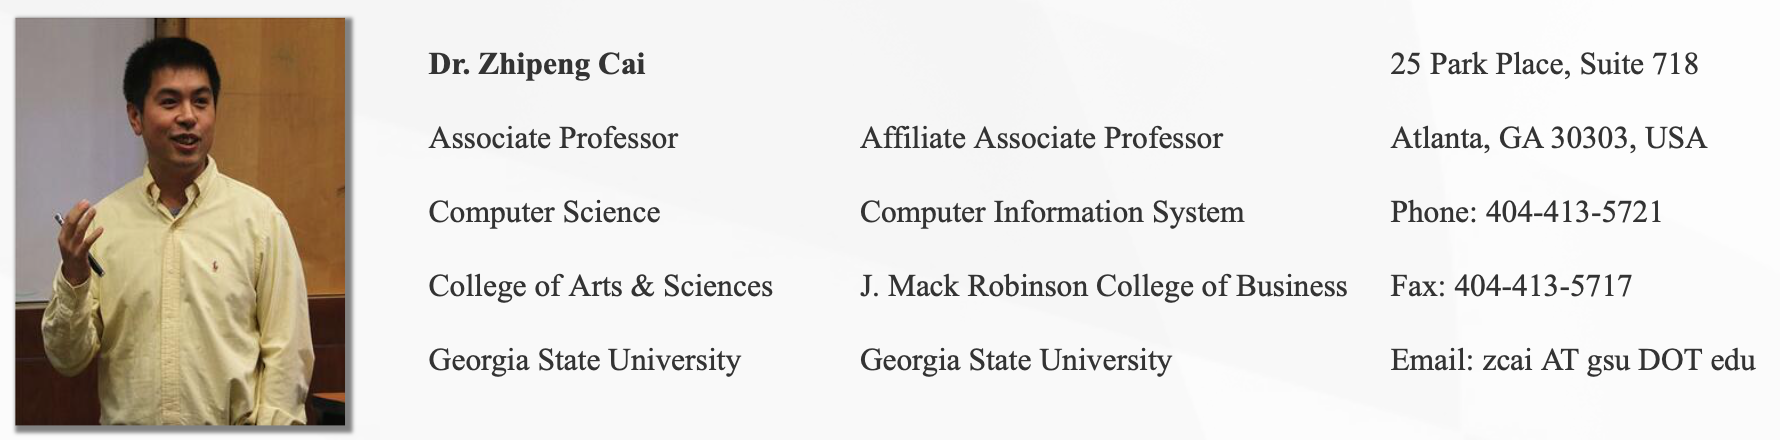 Dr. Zhipeng Cai
Associate Professor
Computer Science
College of Arts & Sciences
Georgia State University
Affiliate Associate Professor
Computer Information System
J. Mack Robinson College of Business
Georgia State University
25 Park Place, Suite 718
Atlanta, GA 30303, USA
Phone: 404-413-5721
Fax: 404-413-5717
Email: zcai AT gsu DOT edu